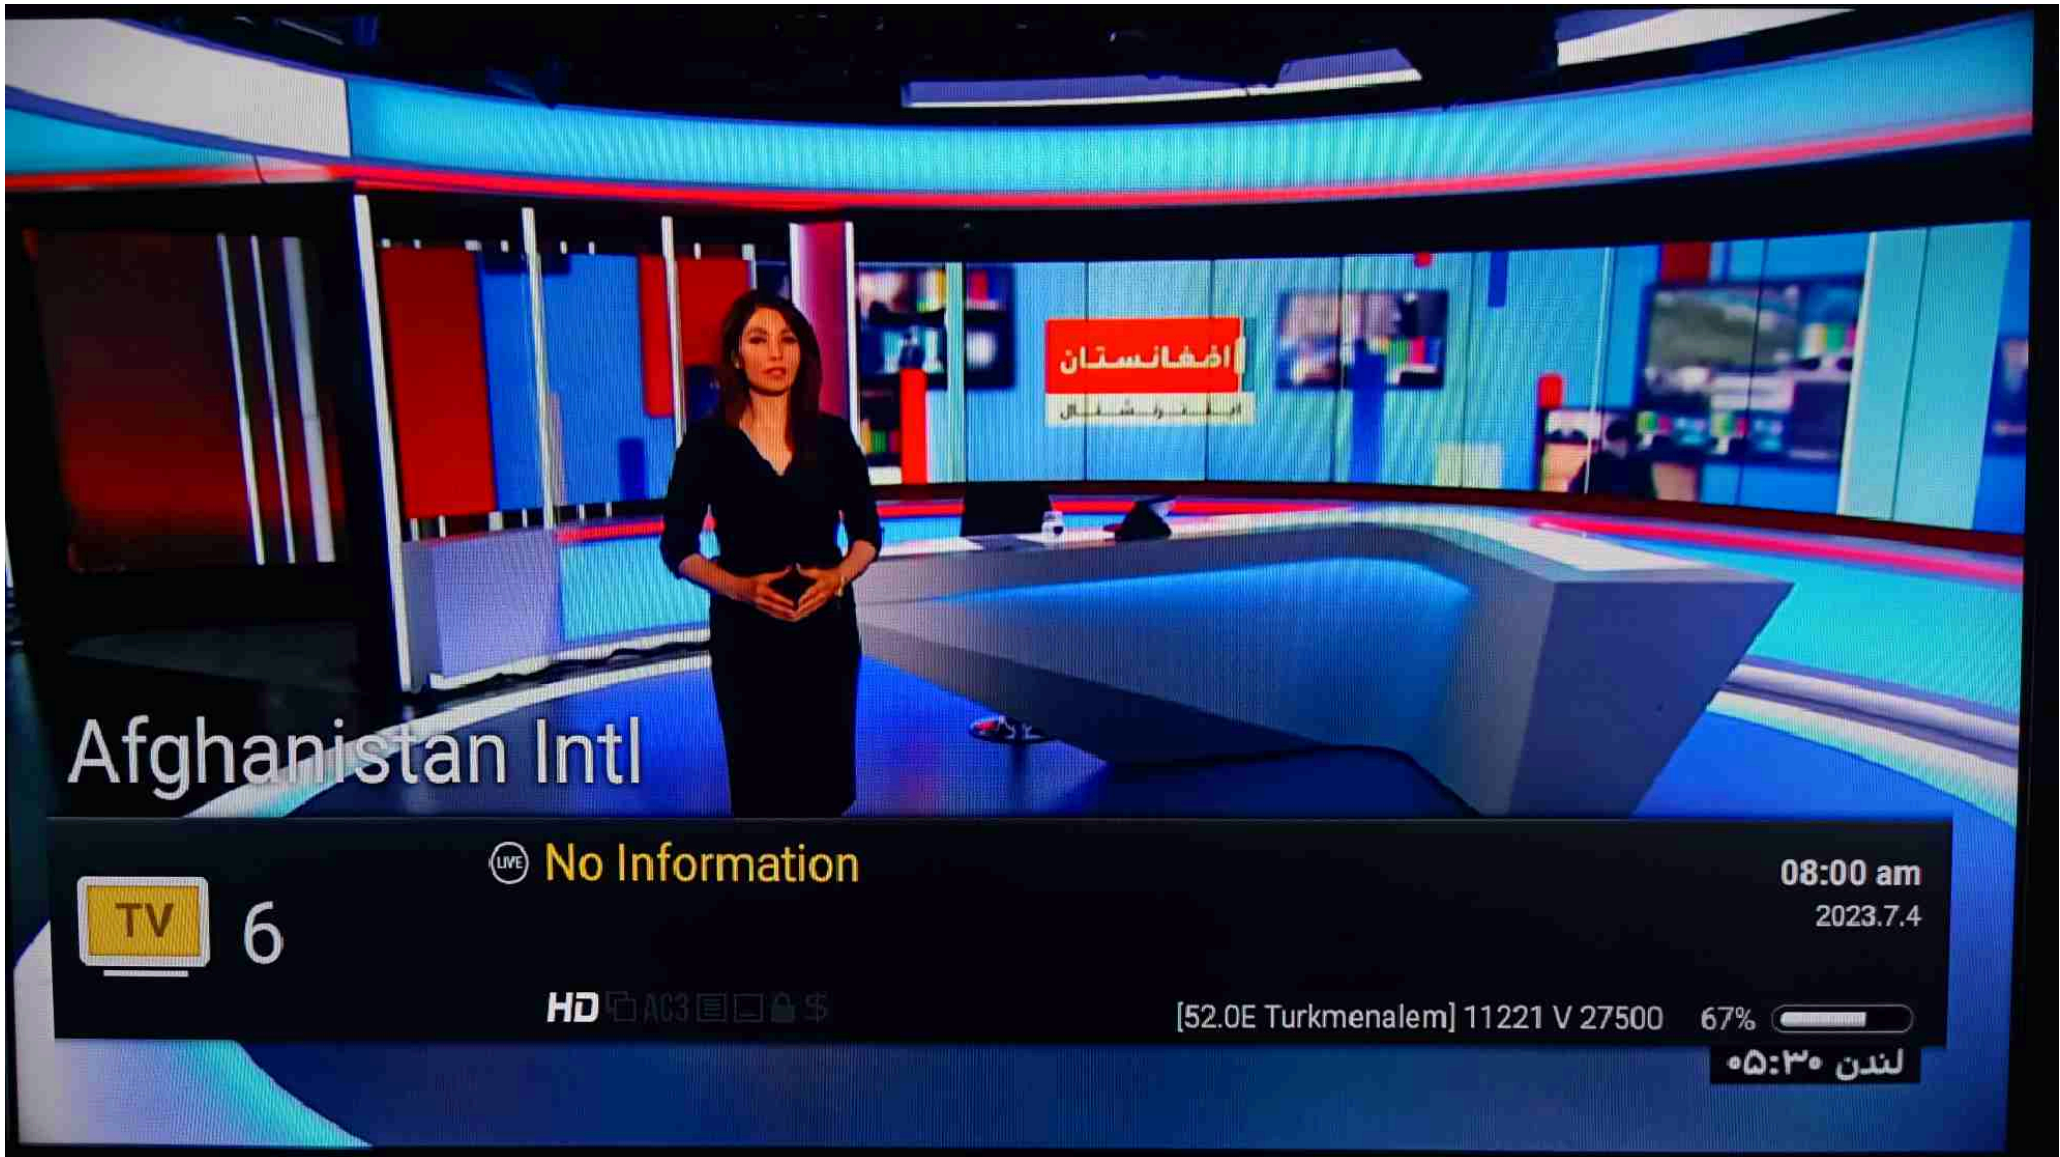 افغانستان
اینترنشنال
Afghanistan Intl
LIVE No Information
08:00 am
2023.7.4
TV 6
HD AC3 $
[52.0E Turkmenalem] 11221 V 27500 67%
لندن ۰۵:۳۰